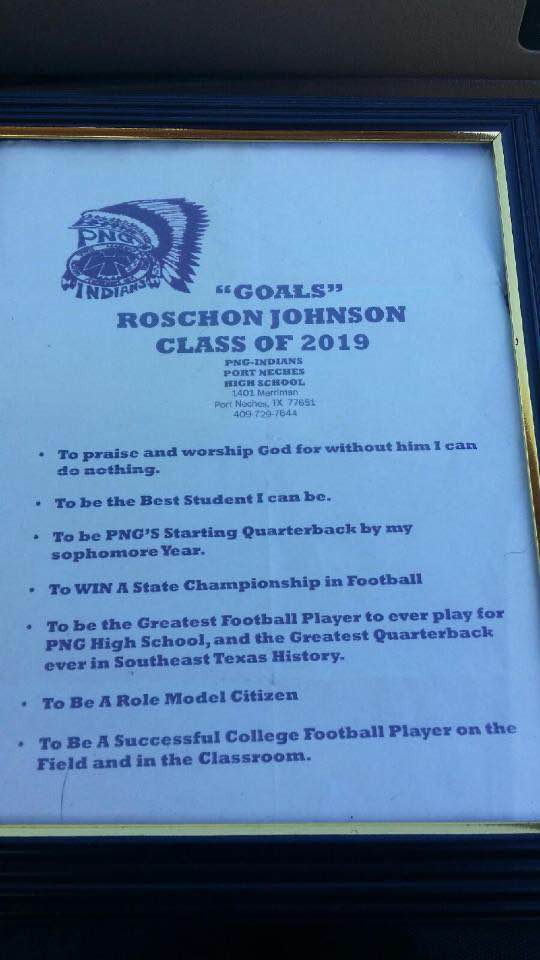 PNG
INDIANS
“GOALS”
ROSCHON JOHNSON
CLASS OF 2019
PNG-INDIANS
PORT NECHES
HIGH SCHOOL
1401 Merriman
Port Neches, TX 77651
409-729-7644
• To praise and worship God for without him I can
do nothing.
• To be the Best Student I can be.
• To be PNG'S Starting Quarterback by my
sophomore Year.
• To WIN A State Championship in Football
• To be the Greatest Football Player to ever play for
PNG High School, and the Greatest Quarterback
ever in Southeast Texas History.
• To Be A Role Model Citizen
• To Be A Successful College Football Player on the
Field and in the Classroom.